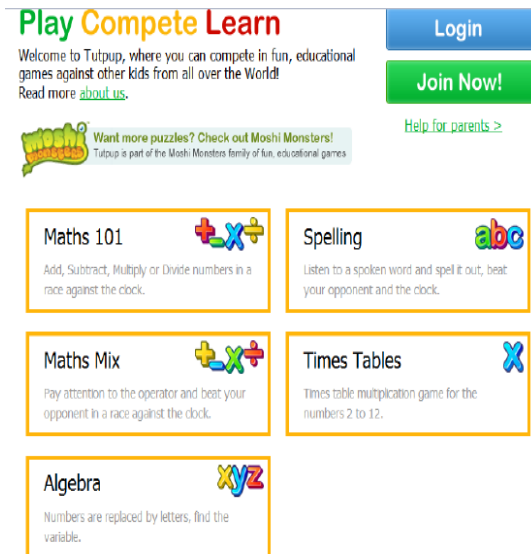 Play Compete Learn
Welcome to Tutpup, where you can compete in fun, educational
games against other kids from all over the World!
Read more about us.
Login
Join Now!
Help for parents >
moshi
monsters
Want more puzzles? Check out Moshi Monsters!
Tutpup is part of the Moshi Monsters family of fun, educational games
Maths 101
+-x÷
Add, Subtract, Multiply or Divide numbers in a
race against the clock.
Spelling
abc
Listen to a spoken word and spell it out, beat
your opponent and the clock.
Maths Mix
+-x÷
Pay attention to the operator and beat your
opponent in a race against the clock.
Times Tables
X
Times table multiplication game for the
numbers 2 to 12.
Algebra
xyz
Numbers are replaced by letters, find the
variable.